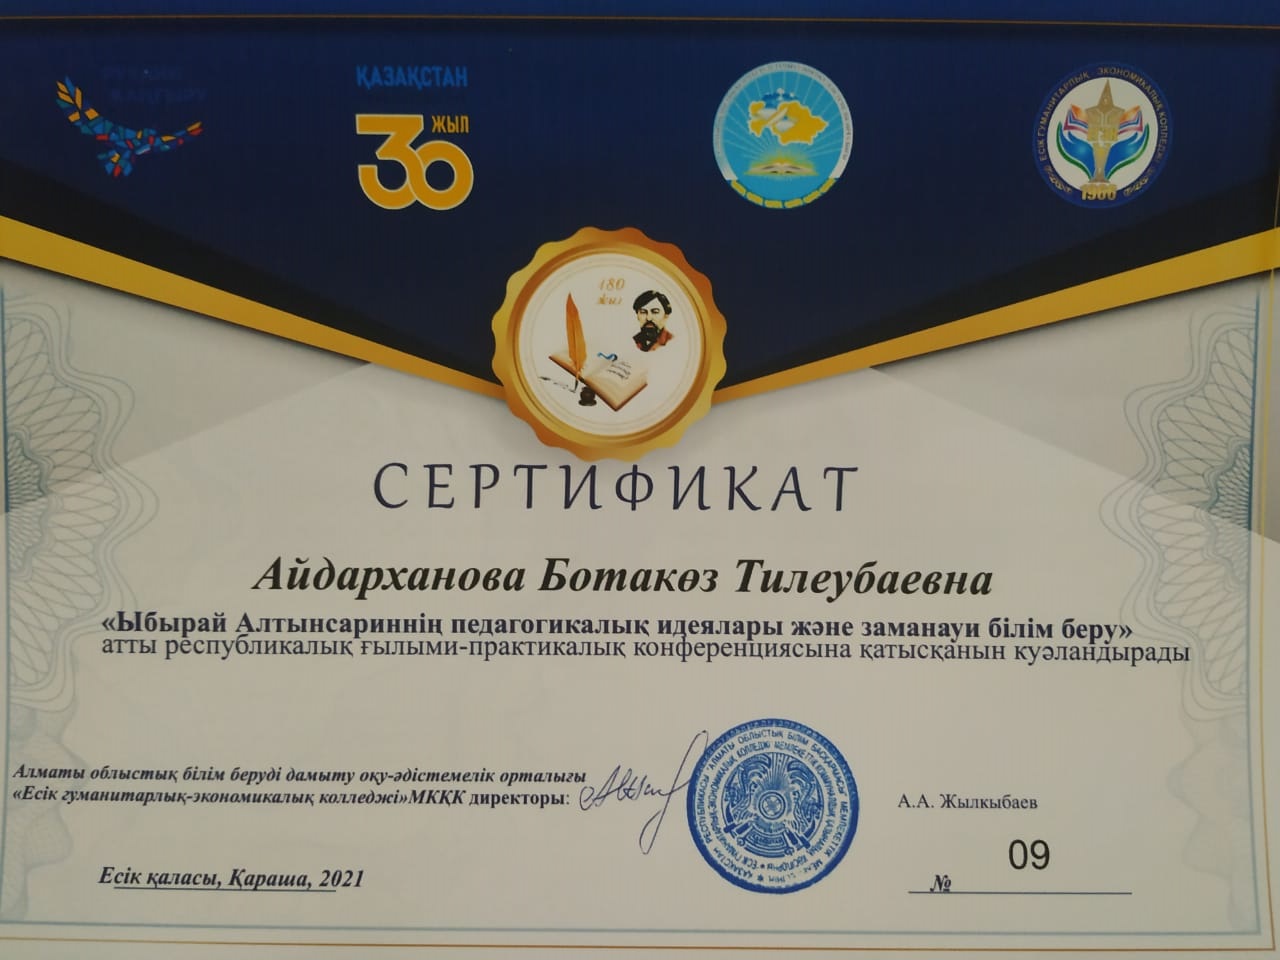 ҚАЗАҚСТАН
30 ЖЫЛ
ЕСІК ГУМАНИТАРЛЫҚ - ЭКОНОМИКАЛЫҚ КОЛЛЕДЖІ
1980
180
жыл
СЕРТИФИКАТ
Айдарханова Ботакөз Тилеубаевна
«Ыбырай Алтынсариннің педагогикалық идеялары және заманауи білім беру»
атты республикалық ғылыми-практикалық конференциясына қатысқанын куәландырады
Алматы облыстық білім беруді дамыту оқу-әдістемелік орталығы
«Есік гуманитарлық-экономикалық колледжі»МКҚК директоры:
А.А. Жылкыбаев
Есік қаласы, Қараша, 2021
№ 09